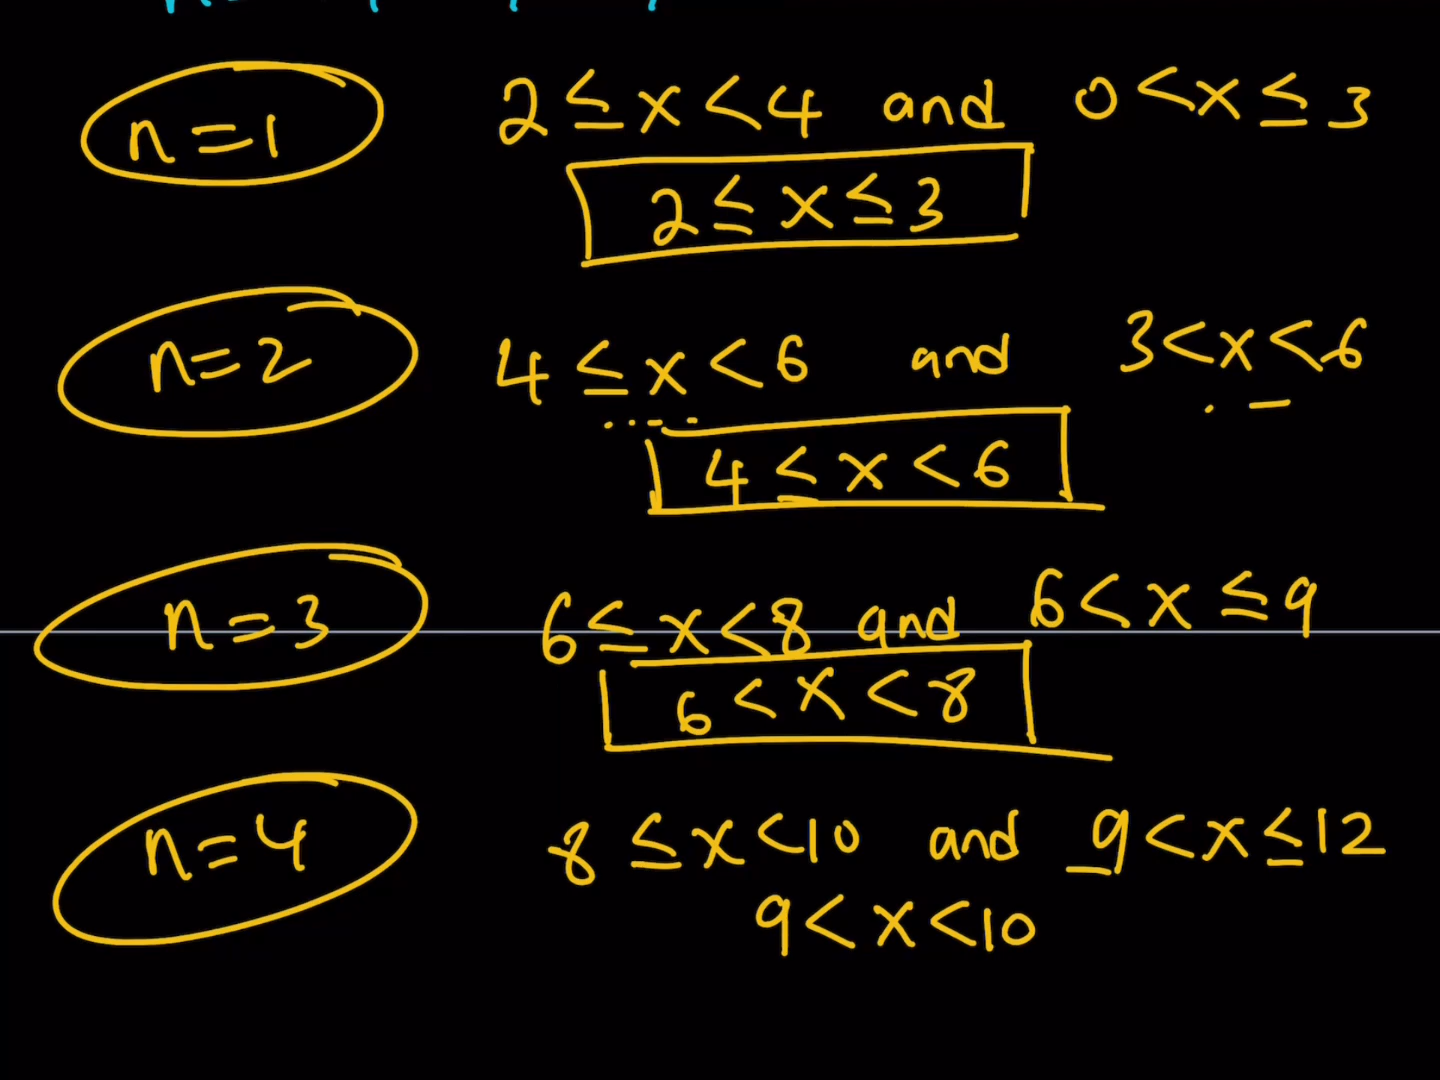 n=1 2≤x<4 and 0<x≤3
2≤x≤3
n=2 4≤x<6 and 3<x<6
4≤x<6
n=3 6≤x<8 and 6<x≤9
6<x<8
n=4 8≤x<10 and 9<x≤12
9<x<10